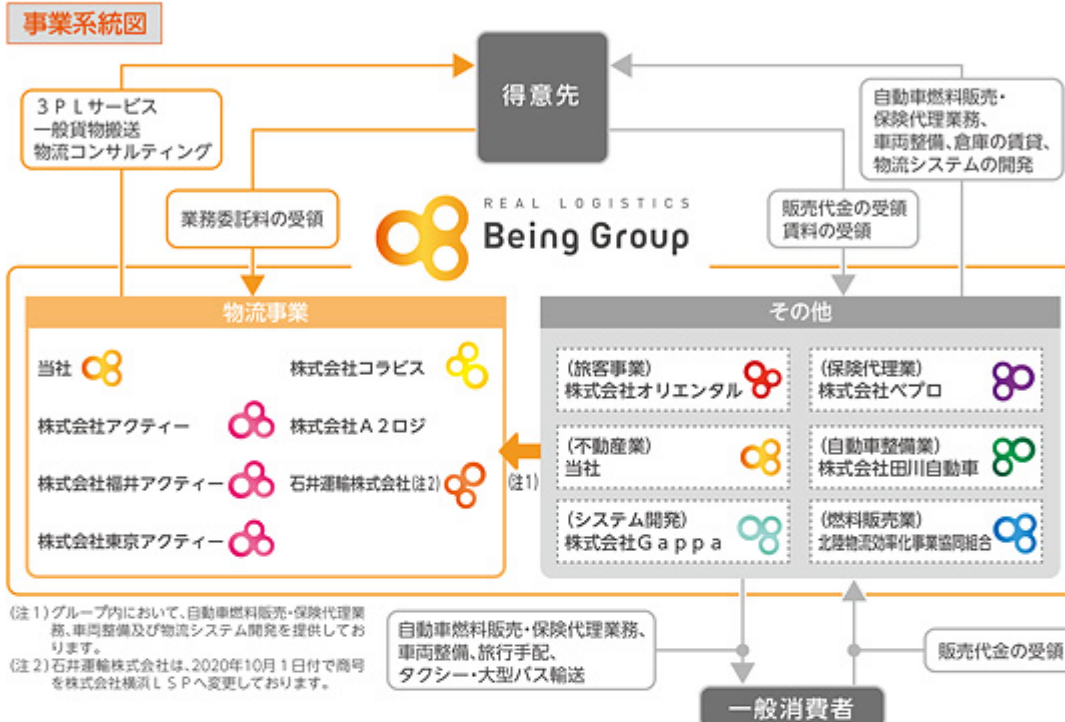 事業系統図
得意先
3PLサービス
一般貨物搬送
物流コンサルティング
自動車燃料販売・
保険代理業務、
車両整備、倉庫の賃貸、
物流システムの開発
業務委託料の受領
REAL LOGISTICS
Being Group
販売代金の受領
賃料の受領
物流事業
当社
株式会社コラビス
株式会社アクティー
株式会社A2ロジ
株式会社福井アクティー
石井運輸株式会社(注2)
株式会社東京アクティー
(注1)
その他
(旅客事業)
株式会社オリエンタル
(保険代理業)
株式会社ベプロ
(不動産業)
当社
(自動車整備業)
株式会社田川自動車
(システム開発)
株式会社Gappa
(燃料販売業)
北陸物流効率化事業協同組合
(注1)グループ内において、自動車燃料販売・保険代理業
務、車両整備及び物流システム開発を提供してお
ります。
(注2)石井運輸株式会社は、2020年10月1日付で商号
を株式会社横浜LSPへ変更しております。
自動車燃料販売・保険代理業務、
車両整備、旅行手配、
タクシー・大型バス輸送
販売代金の受領
一般消費者